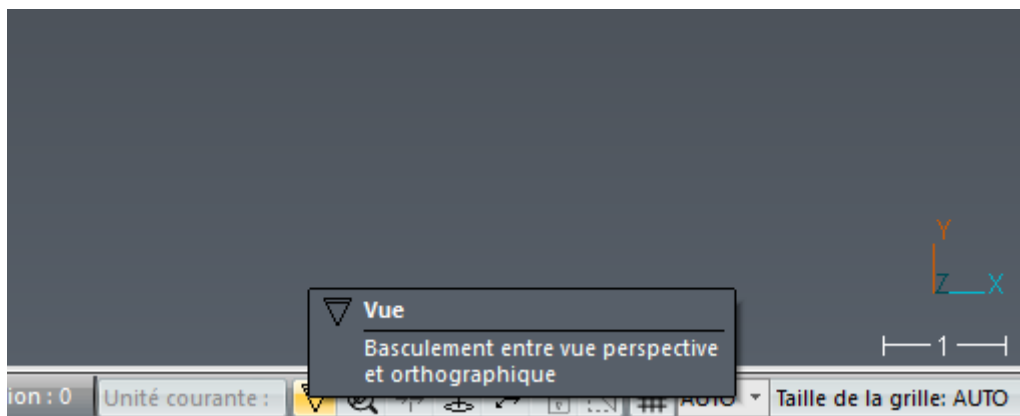 Y
Z X
Vue
1
Basculement entre vue perspective
et orthographique
ion : 0 Unité courante : AUTO Taille de la grille: AUTO